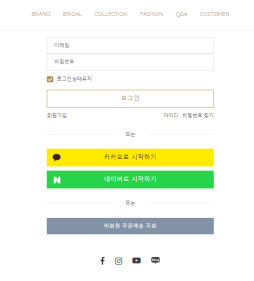 BRAND BRIDAL COLLECTION FASHION Q&A CUSTOMER
이메일
비밀번호
로그인상태유지
로그인
회원가입 아이디 · 비밀번호 찾기
또는
카카오로 시작하기
네이버로 시작하기
또는
비회원 주문배송 조회